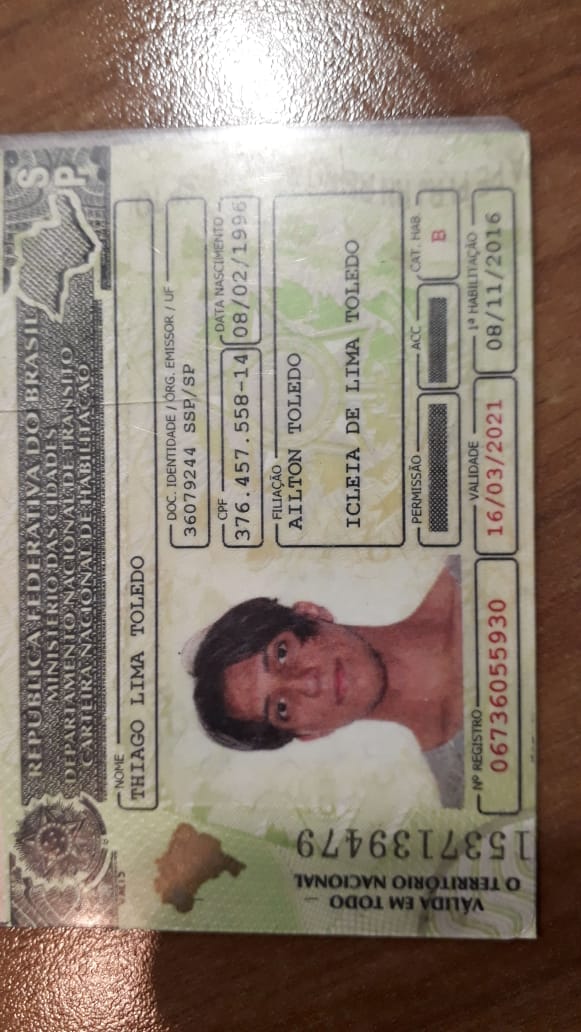 REPÚBLICA FEDERATIVA DO BRASIL
MINISTÉRIO DAS CIDADES
DEPARTAMENTO NACIONAL DE TRÂNSITO
CARTEIRA NACIONAL DE HABILITAÇÃO
SP
NOME
THIAGO LIMA TOLEDO
DOC. IDENTIDADE / ÓRG. EMISSOR / UF
36079244 SSP/SP
CPF
DATA NASCIMENTO
376.457.558-14
08/02/1996
FILIAÇÃO
AILTON TOLEDO
ICLEIA DE LIMA TOLEDO
PERMISSÃO
ACC
CAT. HAB.
B
Nº REGISTRO
VALIDADE
1ª HABILITAÇÃO
06736055930
16/03/2021
08/11/2016
VÁLIDA EM TODO
O TERRITÓRIO NACIONAL
1537139479